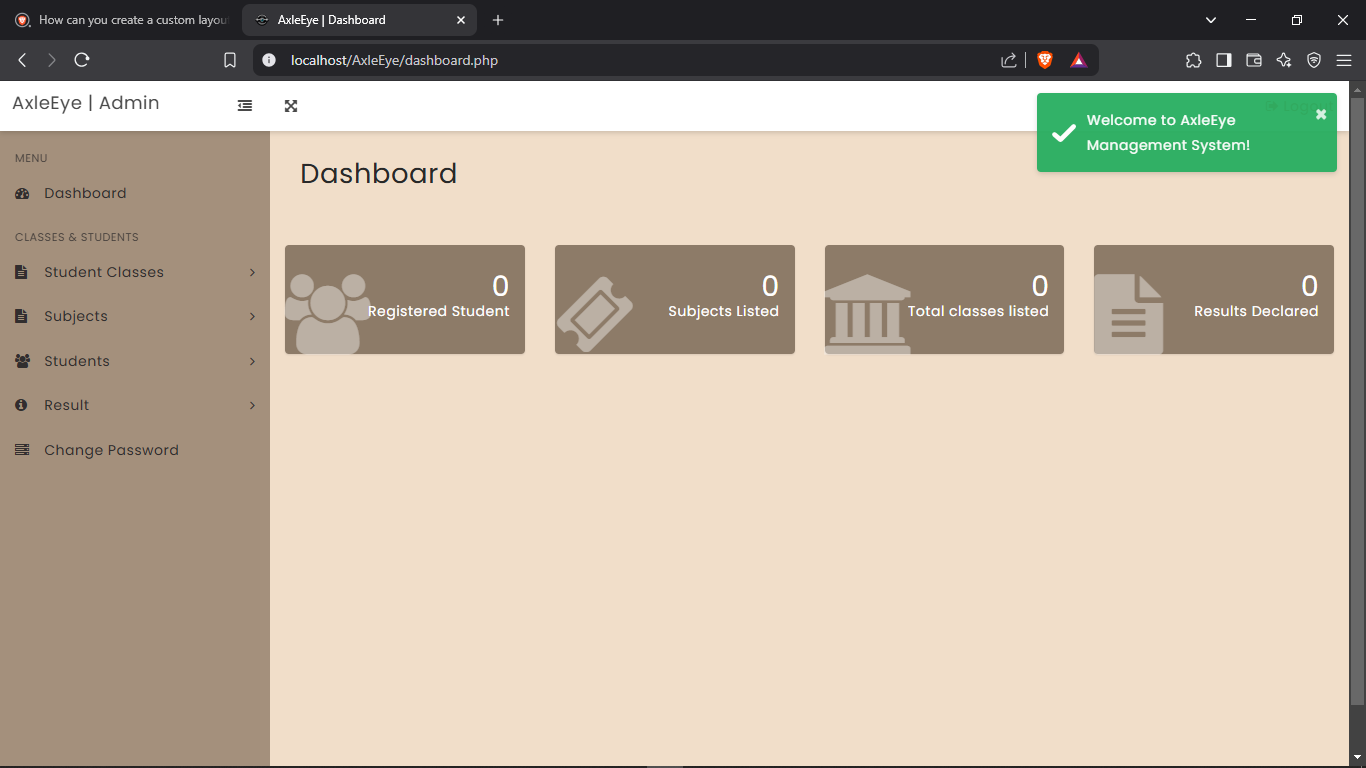 How can you create a custom layou
AxleEye | Dashboard
localhost/AxleEye/dashboard.php
AxleEye | Admin
Welcome to AxleEye
Management System!
MENU
Dashboard
CLASSES & STUDENTS
Student Classes
Subjects
Students
Result
Change Password
Dashboard
0
Registered Student
0
Subjects Listed
0
Total classes listed
0
Results Declared